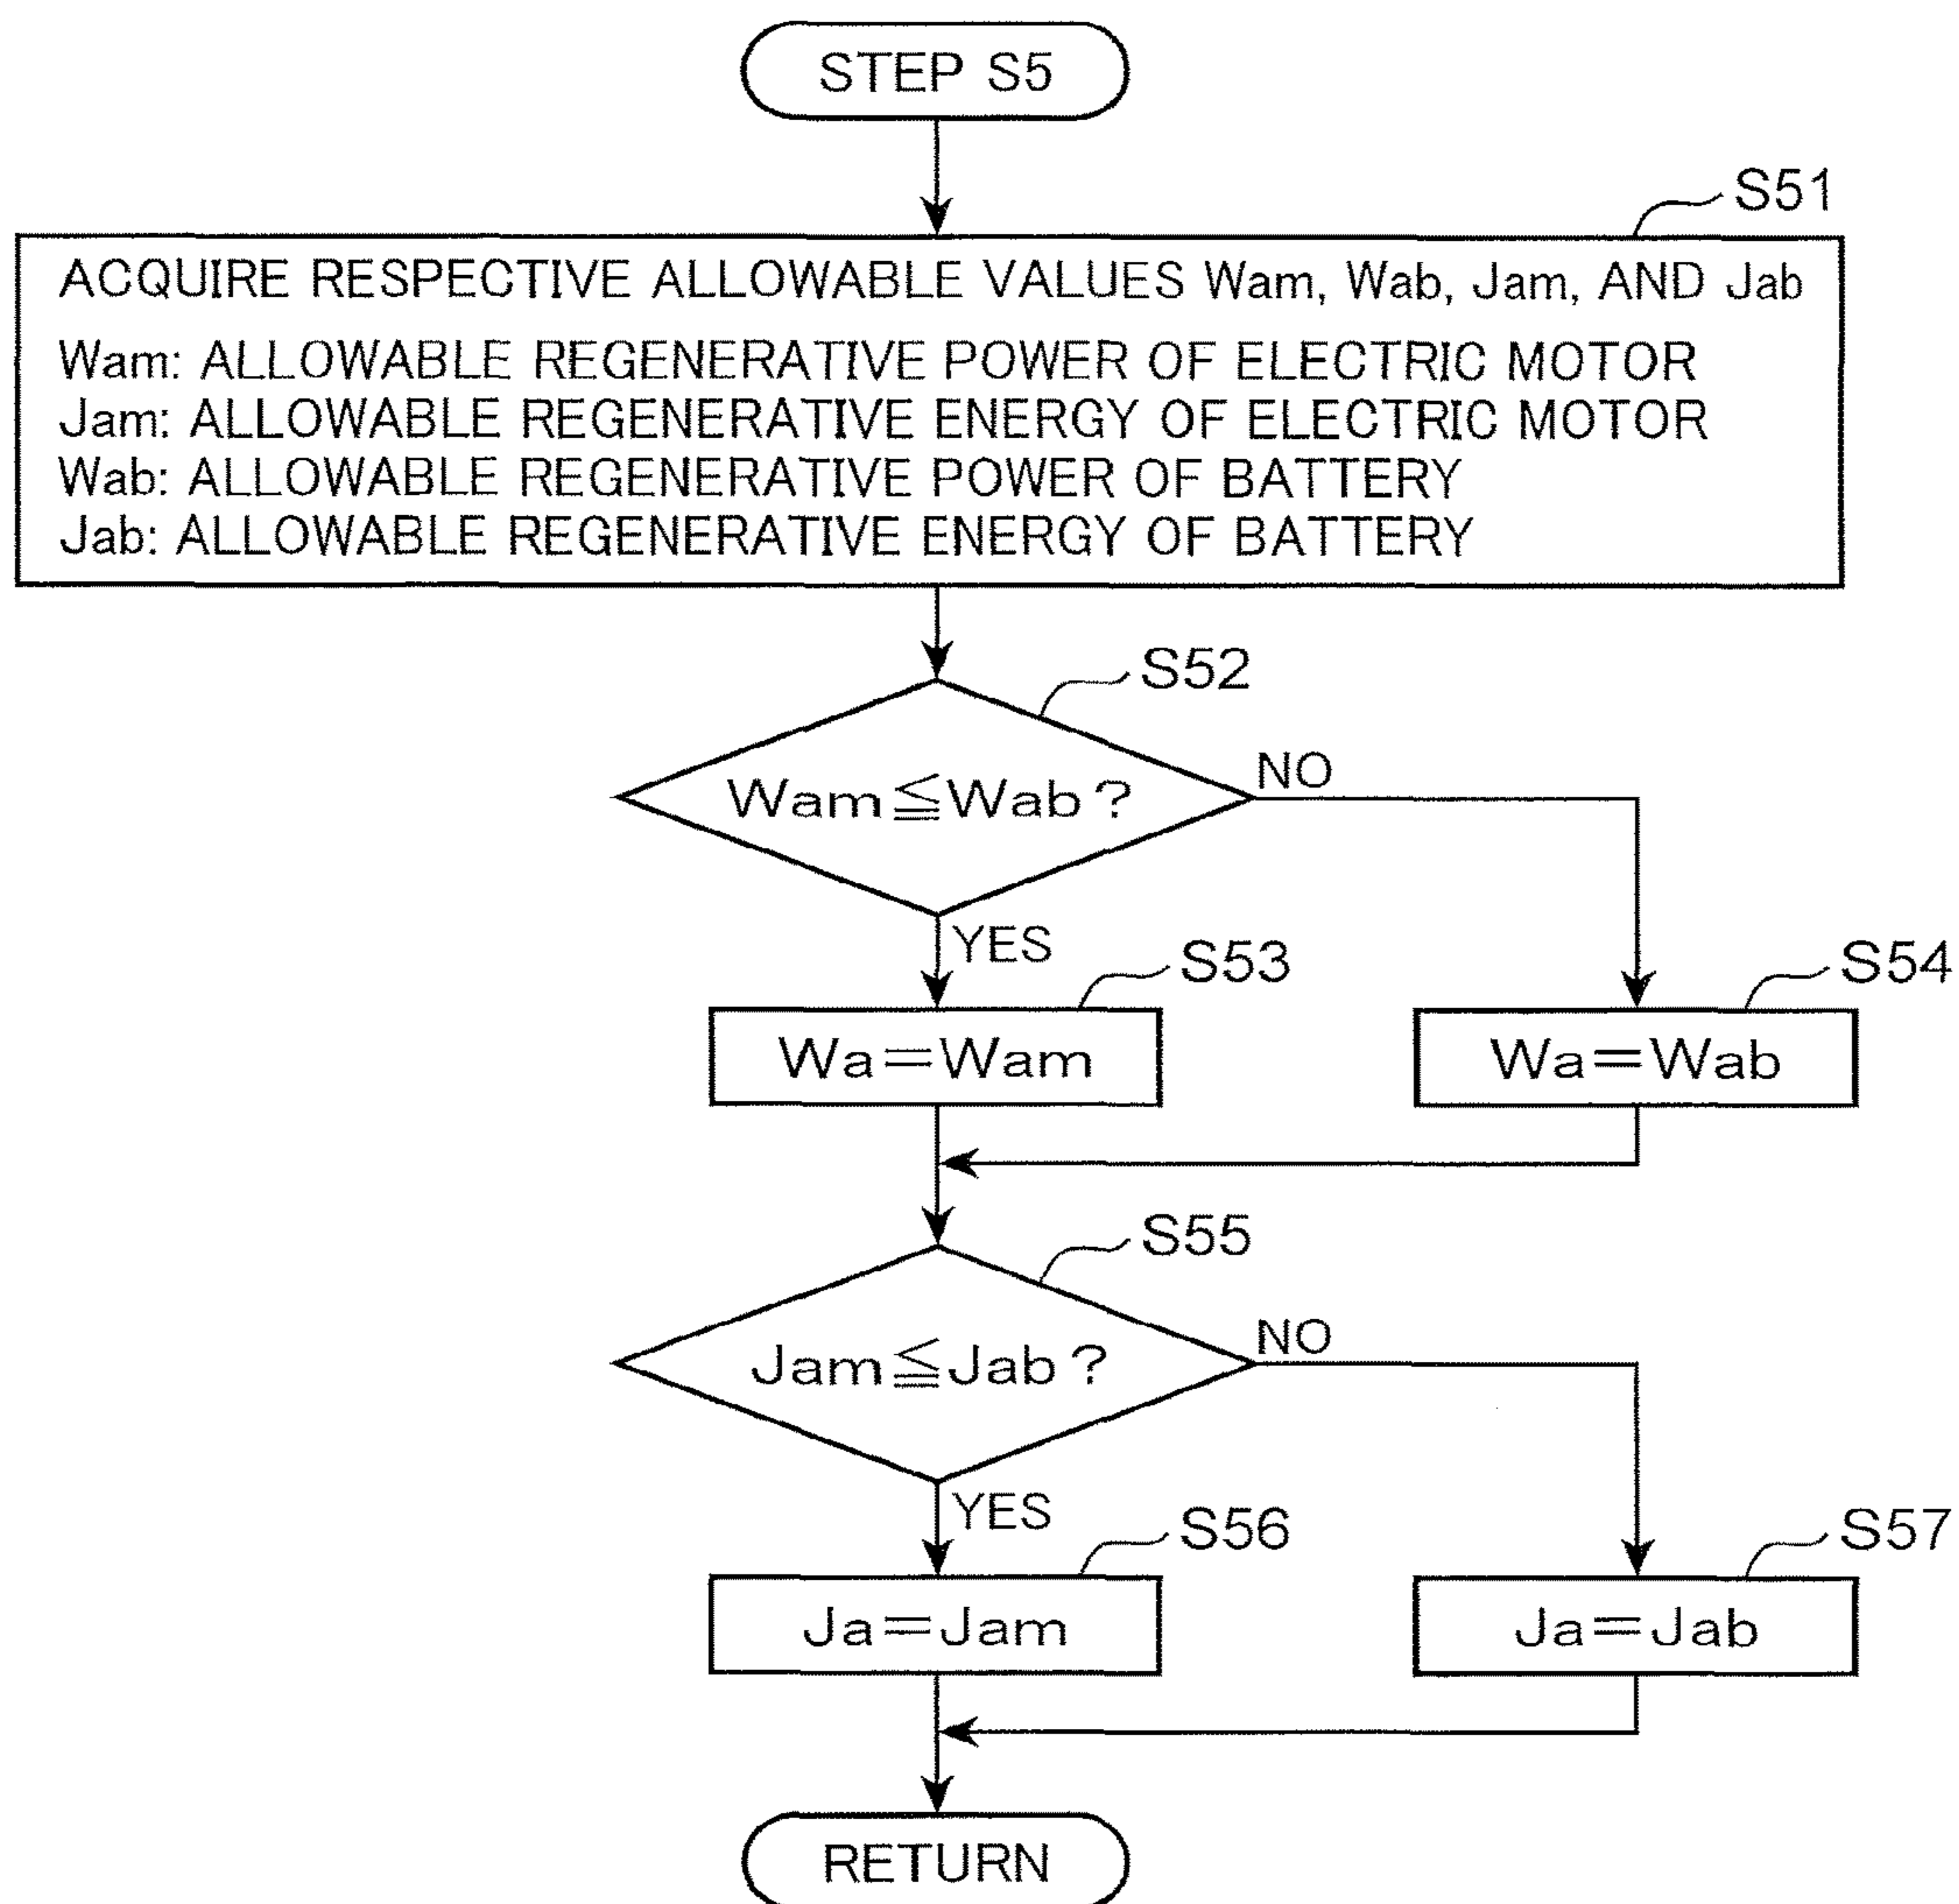 STEP S5
S51
ACQUIRE RESPECTIVE ALLOWABLE VALUES Wam, Wab, Jam, AND Jab
Wam: ALLOWABLE REGENERATIVE POWER OF ELECTRIC MOTOR
Jam: ALLOWABLE REGENERATIVE ENERGY OF ELECTRIC MOTOR
Wab: ALLOWABLE REGENERATIVE POWER OF BATTERY
Jab: ALLOWABLE REGENERATIVE ENERGY OF BATTERY
S52
Wam≦Wab?
NO
YES
S53
S54
Wa=Wam
Wa=Wab
S55
Jam≦Jab?
NO
YES
S56
S57
Ja=Jam
Ja=Jab
RETURN